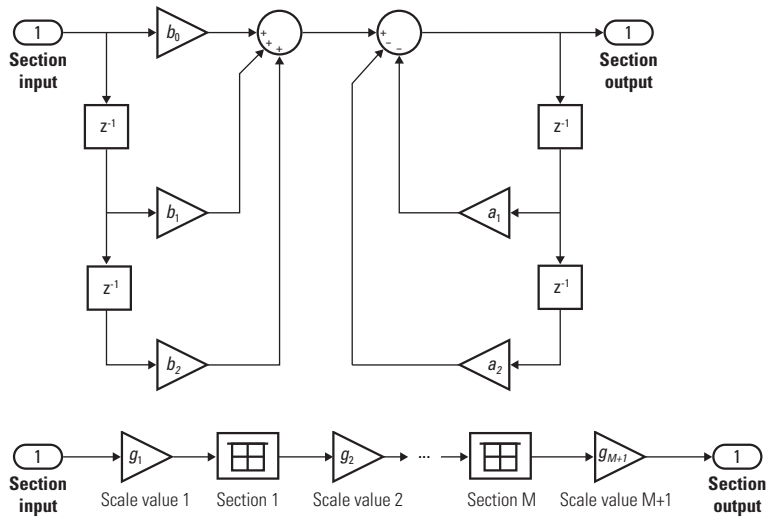 1
Section
input
b0
+
+
+
+
−
−
1
Section
output
z-1
z-1
b1
a1
z-1
z-1
b2
a2
1
Section
input
g1
Scale value 1
Section 1
g2
Scale value 2
...
Section M
gM+1
Scale value M+1
1
Section
output